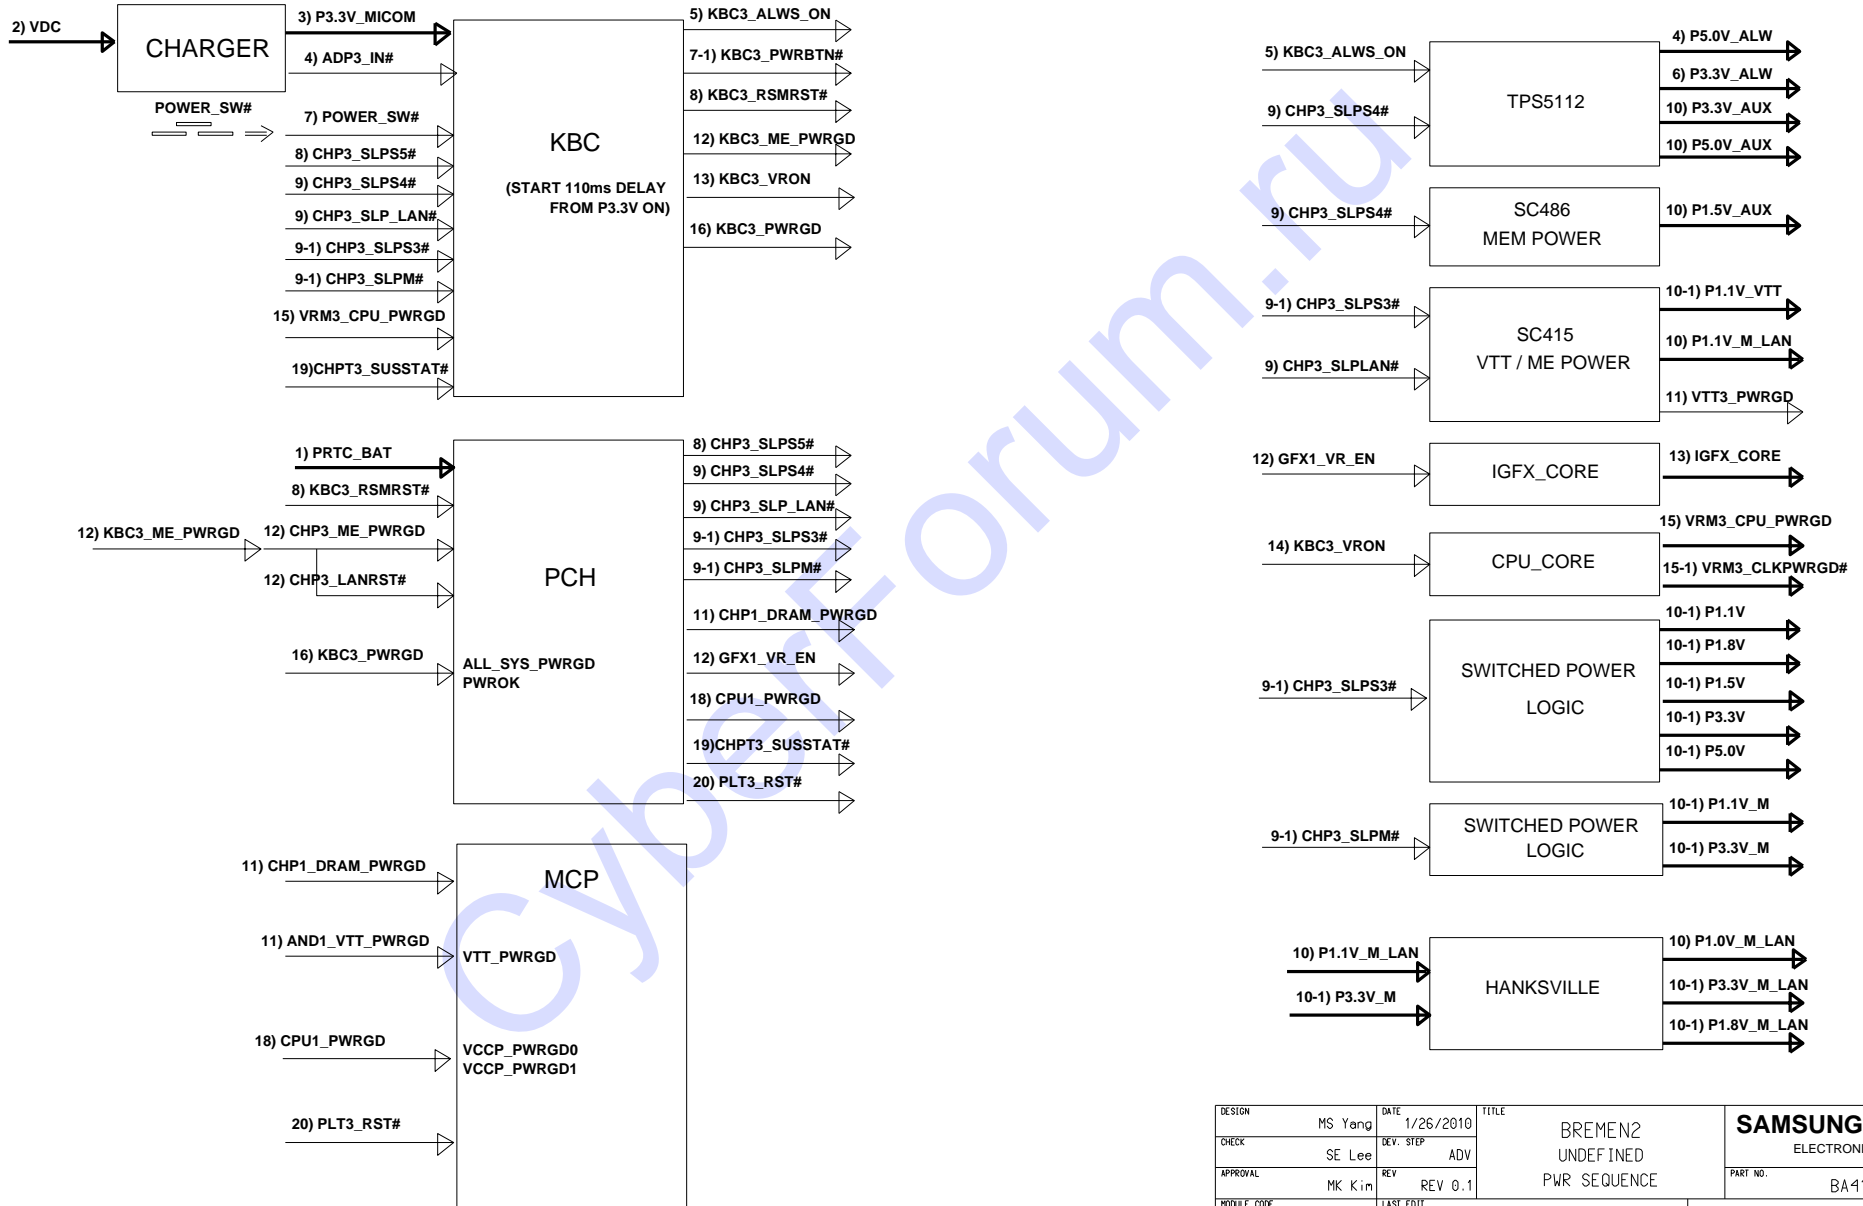 2) VDC
CHARGER
3) P3.3V_MICOM
4) ADP3_IN#
POWER_SW#
7) POWER_SW#
8) CHP3_SLPS5#
9) CHP3_SLPS4#
9) CHP3_SLP_LAN#
9-1) CHP3_SLPS3#
9-1) CHP3_SLPM#
15) VRM3_CPU_PWRGD
19)CHPT3_SUSSTAT#
KBC
(START 110ms DELAY
FROM P3.3V ON)
5) KBC3_ALWS_ON
7-1) KBC3_PWRBTN#
8) KBC3_RSMRST#
12) KBC3_ME_PWRGD
13) KBC3_VRON
16) KBC3_PWRGD
1) PRTC_BAT
8) KBC3_RSMRST#
12) KBC3_ME_PWRGD
12) CHP3_ME_PWRGD
12) CHP3_LANRST#
16) KBC3_PWRGD
PCH
ALL_SYS_PWRGD
PWROK
8) CHP3_SLPS5#
9) CHP3_SLPS4#
9) CHP3_SLP_LAN#
9-1) CHP3_SLPS3#
9-1) CHP3_SLPM#
11) CHP1_DRAM_PWRGD
12) GFX1_VR_EN
18) CPU1_PWRGD
19)CHPT3_SUSSTAT#
20) PLT3_RST#
11) CHP1_DRAM_PWRGD
11) AND1_VTT_PWRGD
18) CPU1_PWRGD
20) PLT3_RST#
MCP
VTT_PWRGD
VCCP_PWRGD0
VCCP_PWRGD1
5) KBC3_ALWS_ON
9) CHP3_SLPS4#
TPS5112
4) P5.0V_ALW
6) P3.3V_ALW
10) P3.3V_AUX
10) P5.0V_AUX
9) CHP3_SLPS4#
SC486
MEM POWER
10) P1.5V_AUX
9-1) CHP3_SLPS3#
9) CHP3_SLPLAN#
SC415
VTT / ME POWER
10-1) P1.1V_VTT
10) P1.1V_M_LAN
11) VTT3_PWRGD
12) GFX1_VR_EN
IGFX_CORE
13) IGFX_CORE
14) KBC3_VRON
CPU_CORE
15) VRM3_CPU_PWRGD
15-1) VRM3_CLKPWRGD#
9-1) CHP3_SLPS3#
SWITCHED POWER
LOGIC
10-1) P1.1V
10-1) P1.8V
10-1) P1.5V
10-1) P3.3V
10-1) P5.0V
9-1) CHP3_SLPM#
SWITCHED POWER
LOGIC
10-1) P1.1V_M
10-1) P3.3V_M
10) P1.1V_M_LAN
10-1) P3.3V_M
HANKSVILLE
10) P1.0V_M_LAN
10-1) P3.3V_M_LAN
10-1) P1.8V_M_LAN
CyberForum.ru
DESIGN
MS Yang
DATE
1/26/2010
TITLE
BREMEN2
UNDEFINED
PWR SEQUENCE
SAMSUNG
ELECTRONI
CHECK
SE Lee
DEV. STEP
ADV
APPROVAL
MK Kim
REV
REV 0.1
PART NO.
BA41
MODULE CODE
LAST EDIT